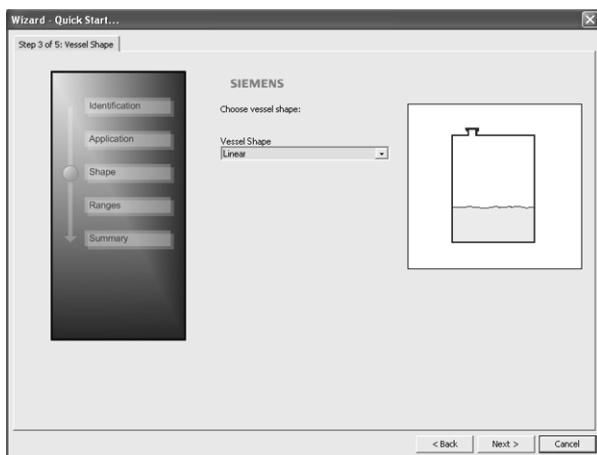 Wizard - Quick Start...
Step 3 of 5: Vessel Shape
Identification
Application
Shape
Ranges
Summary
SIEMENS
Choose vessel shape:
Vessel Shape
Linear
< Back
Next >
Cancel